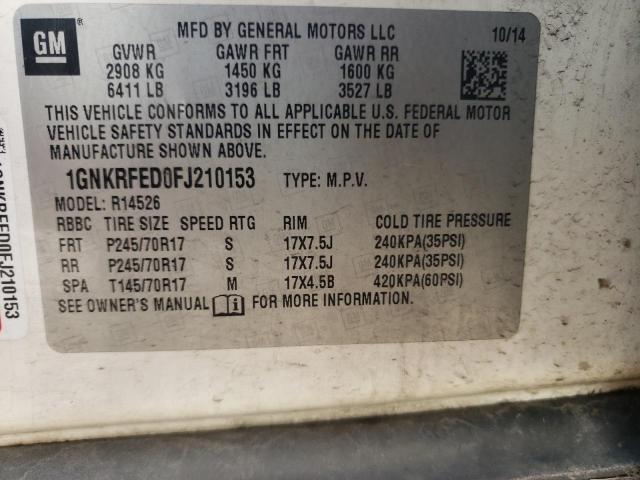 GM ®
MFD BY GENERAL MOTORS LLC 10/14
GVWR GAWR FRT GAWR RR
2908 KG 1450 KG 1600 KG
6411 LB 3196 LB 3527 LB
THIS VEHICLE CONFORMS TO ALL APPLICABLE U.S. FEDERAL MOTOR
VEHICLE SAFETY STANDARDS IN EFFECT ON THE DATE OF
MANUFACTURE SHOWN ABOVE.
1GNKRFED0FJ210153 TYPE: M.P.V.
MODEL: R14526
RBBC TIRE SIZE SPEED RTG RIM COLD TIRE PRESSURE
FRT P245/70R17 S 17X7.5J 240KPA(35PSI)
RR P245/70R17 S 17X7.5J 240KPA(35PSI)
SPA T145/70R17 M 17X4.5B 420KPA(60PSI)
SEE OWNER'S MANUAL FOR MORE INFORMATION.
1GNKRFED0FJ210153